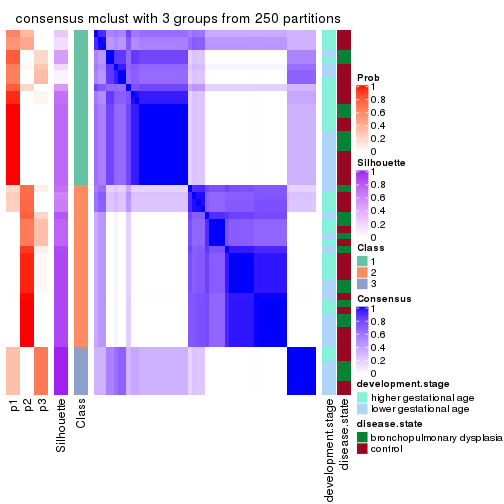 consensus mclust with 3 groups from 250 partitions
Prob
1
0.8
0.6
0.4
0.2
0
Silhouette
1
0.8
0.6
0.4
0.2
0
Class
1
2
3
Consensus
1
0.8
0.6
0.4
0.2
0
development.stage
higher gestational age
lower gestational age
disease.state
bronchopulmonary dysplasia
control
p1
p2
p3
Silhouette
Class
development.stage
disease.state